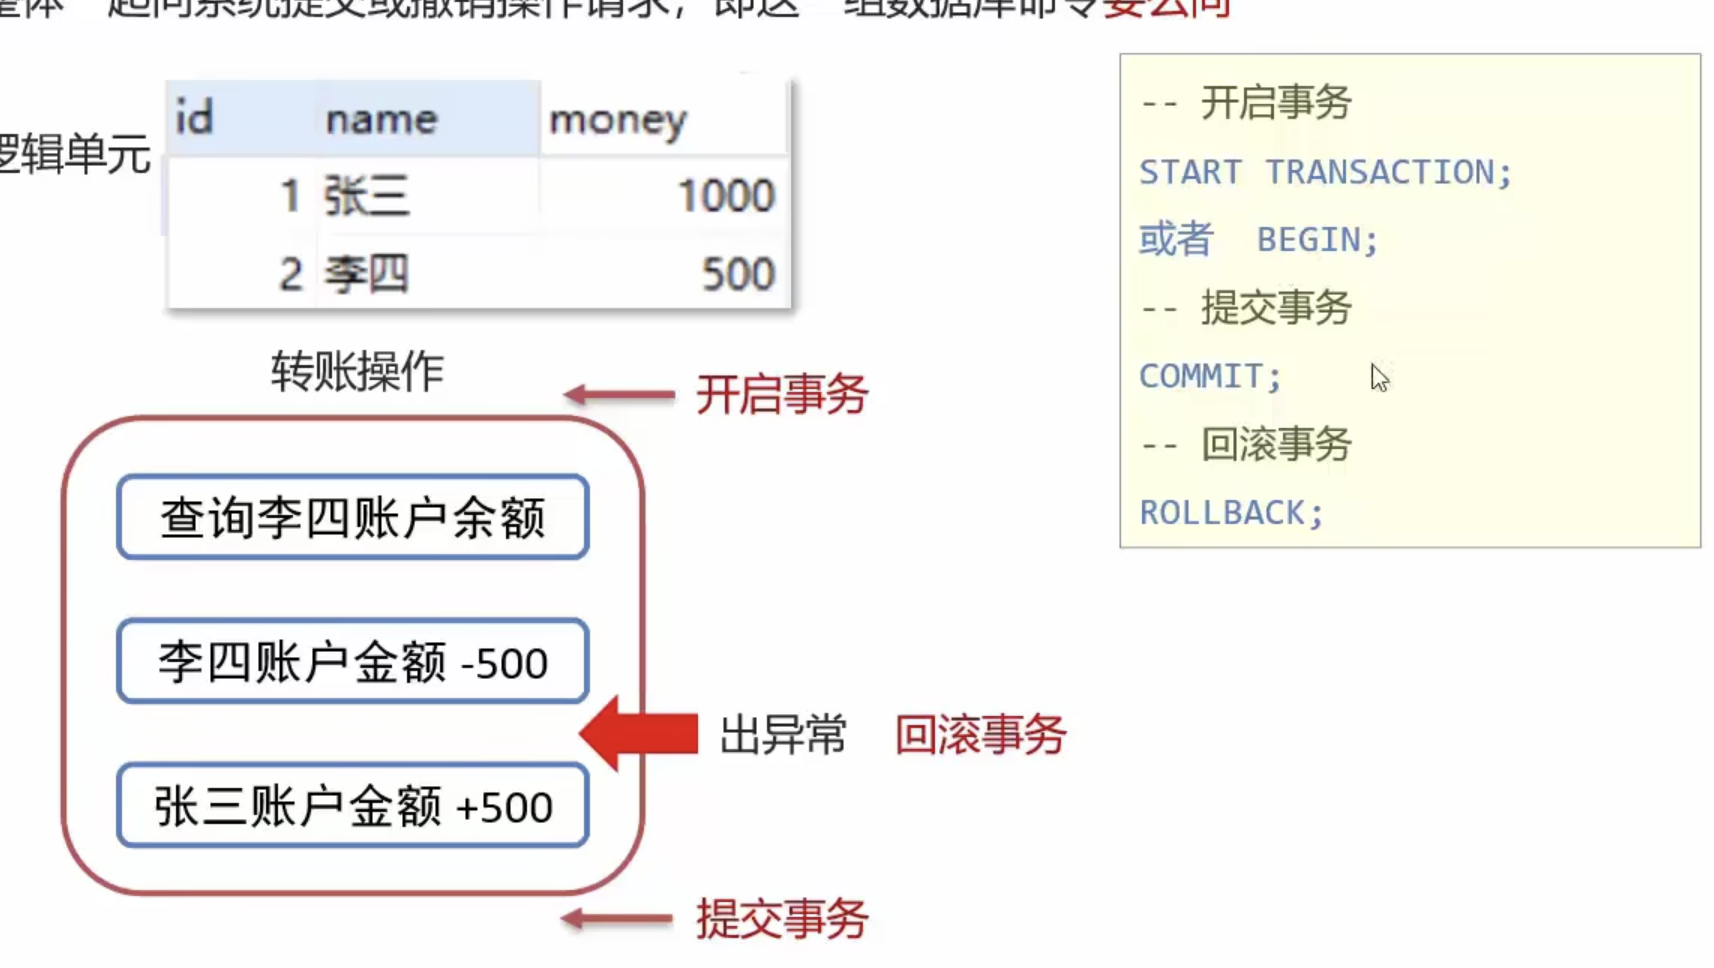 整体一起向系统提交或撤销操作请求，即这一组数据库命令要么同
逻辑单元
id name money
1 张三 1000
2 李四 500
转账操作
开启事务
查询李四账户余额
李四账户金额 -500
出异常 回滚事务
张三账户金额 +500
提交事务
-- 开启事务
START TRANSACTION;
或者 BEGIN;
-- 提交事务
COMMIT;
-- 回滚事务
ROLLBACK;